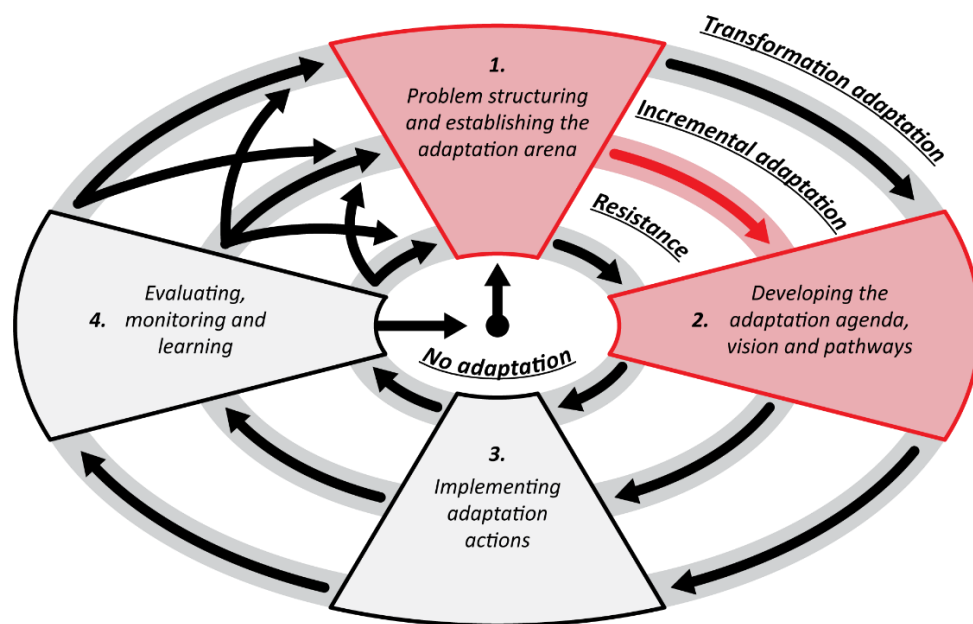 1.
Problem structuring
and establishing the
adaptation arena
Transformation adaptation
Incremental adaptation
Resistance
4.
Evaluating,
monitoring and
learning
2.
Developing the
adaptation agenda,
vision and pathways
No adaptation
3.
Implementing
adaptation
actions